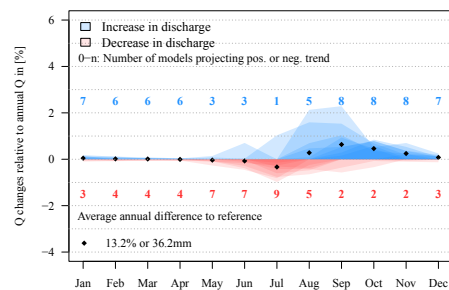 Q changes relative to annual Q in [%]
6
4
2
0
−2
−4
Increase in discharge
Decrease in discharge
0−n: Number of models projecting pos. or neg. trend
7 6 6 6 3 3 1 5 8 8 8 7
3 4 4 4 7 7 9 5 2 2 2 3
Average annual difference to reference
13.2% or 36.2mm
Jan Feb Mar Apr May Jun Jul Aug Sep Oct Nov Dec